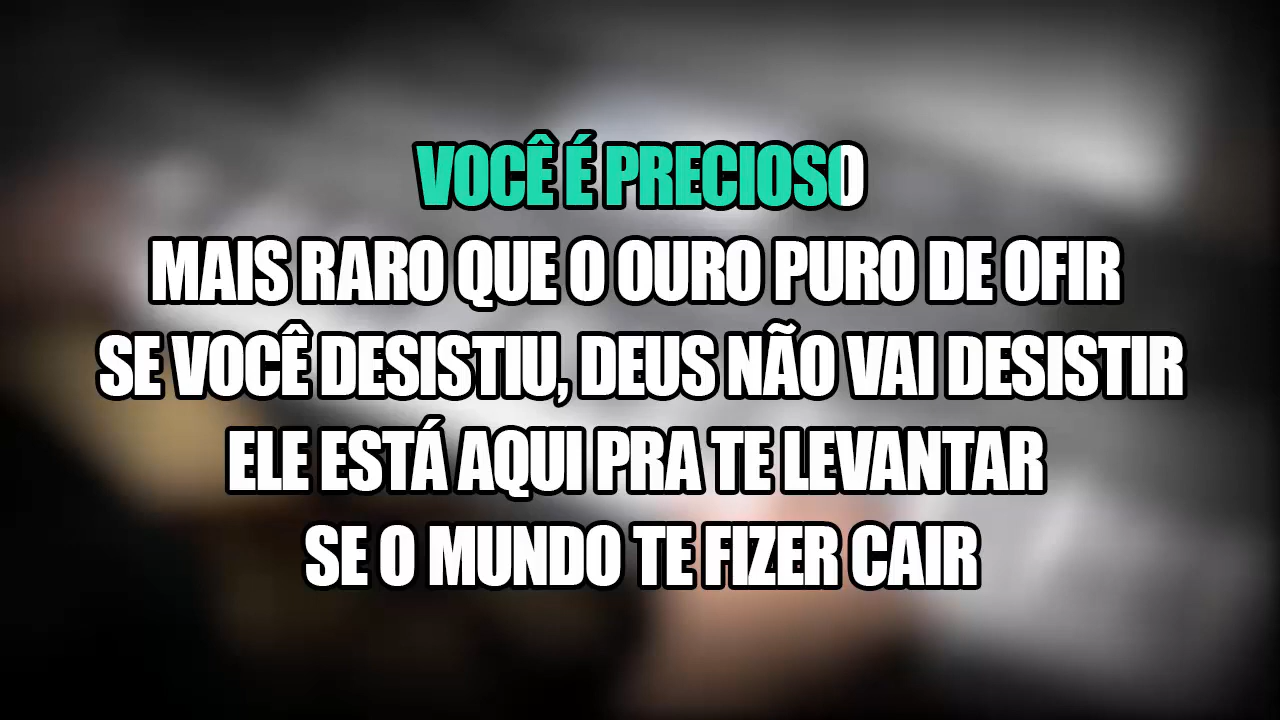 VOCÊ É PRECIOSO
MAIS RARO QUE O OURO PURO DE OFIR
SE VOCÊ DESISTIU, DEUS NÃO VAI DESISTIR
ELE ESTÁ AQUI PRA TE LEVANTAR
SE O MUNDO TE FIZER CAIR